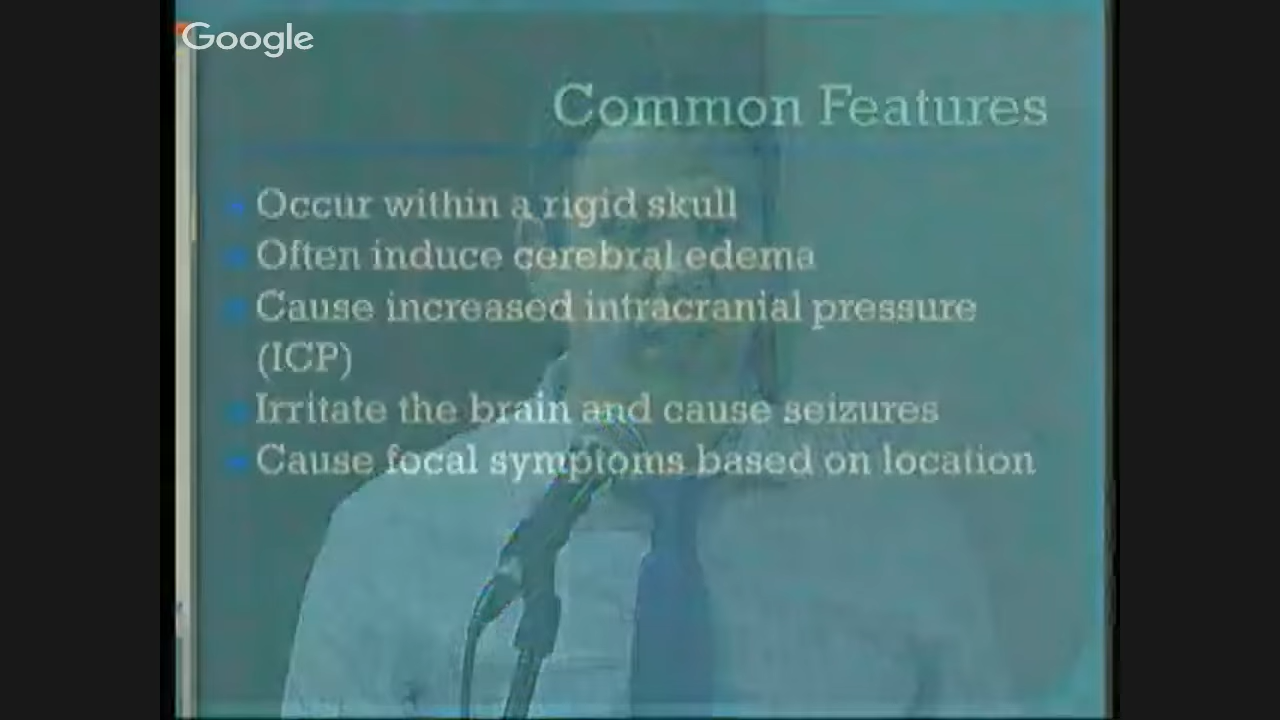 Google
Common Features
Occur within a rigid skull
Often induce cerebral edema
Cause increased intracranial pressure
(ICP)
Irritate the brain and cause seizures
Cause focal symptoms based on location